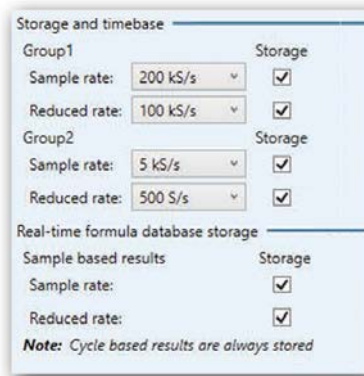 Storage and timebase
Group1 Storage
Sample rate: 200 kS/s
Reduced rate: 100 kS/s
Group2 Storage
Sample rate: 5 kS/s
Reduced rate: 500 S/s
Real-time formula database storage
Sample based results Storage
Sample rate:
Reduced rate:
Note: Cycle based results are always stored